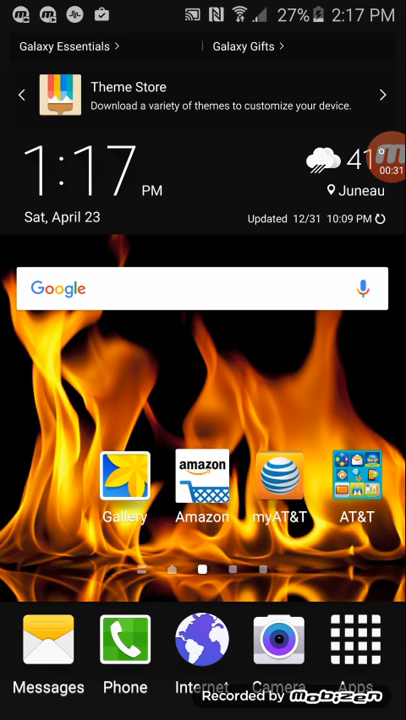 27% 2:17 PM
Galaxy Essentials
Galaxy Gifts
Theme Store
Download a variety of themes to customize your device.
1:17 PM
41°
00:31
Juneau
Sat, April 23
Updated 12/31 10:09 PM
Google
amazon
Gallery Amazon myAT&T AT&T
Messages Phone Internet Camera Apps
Recorded by Mobizen